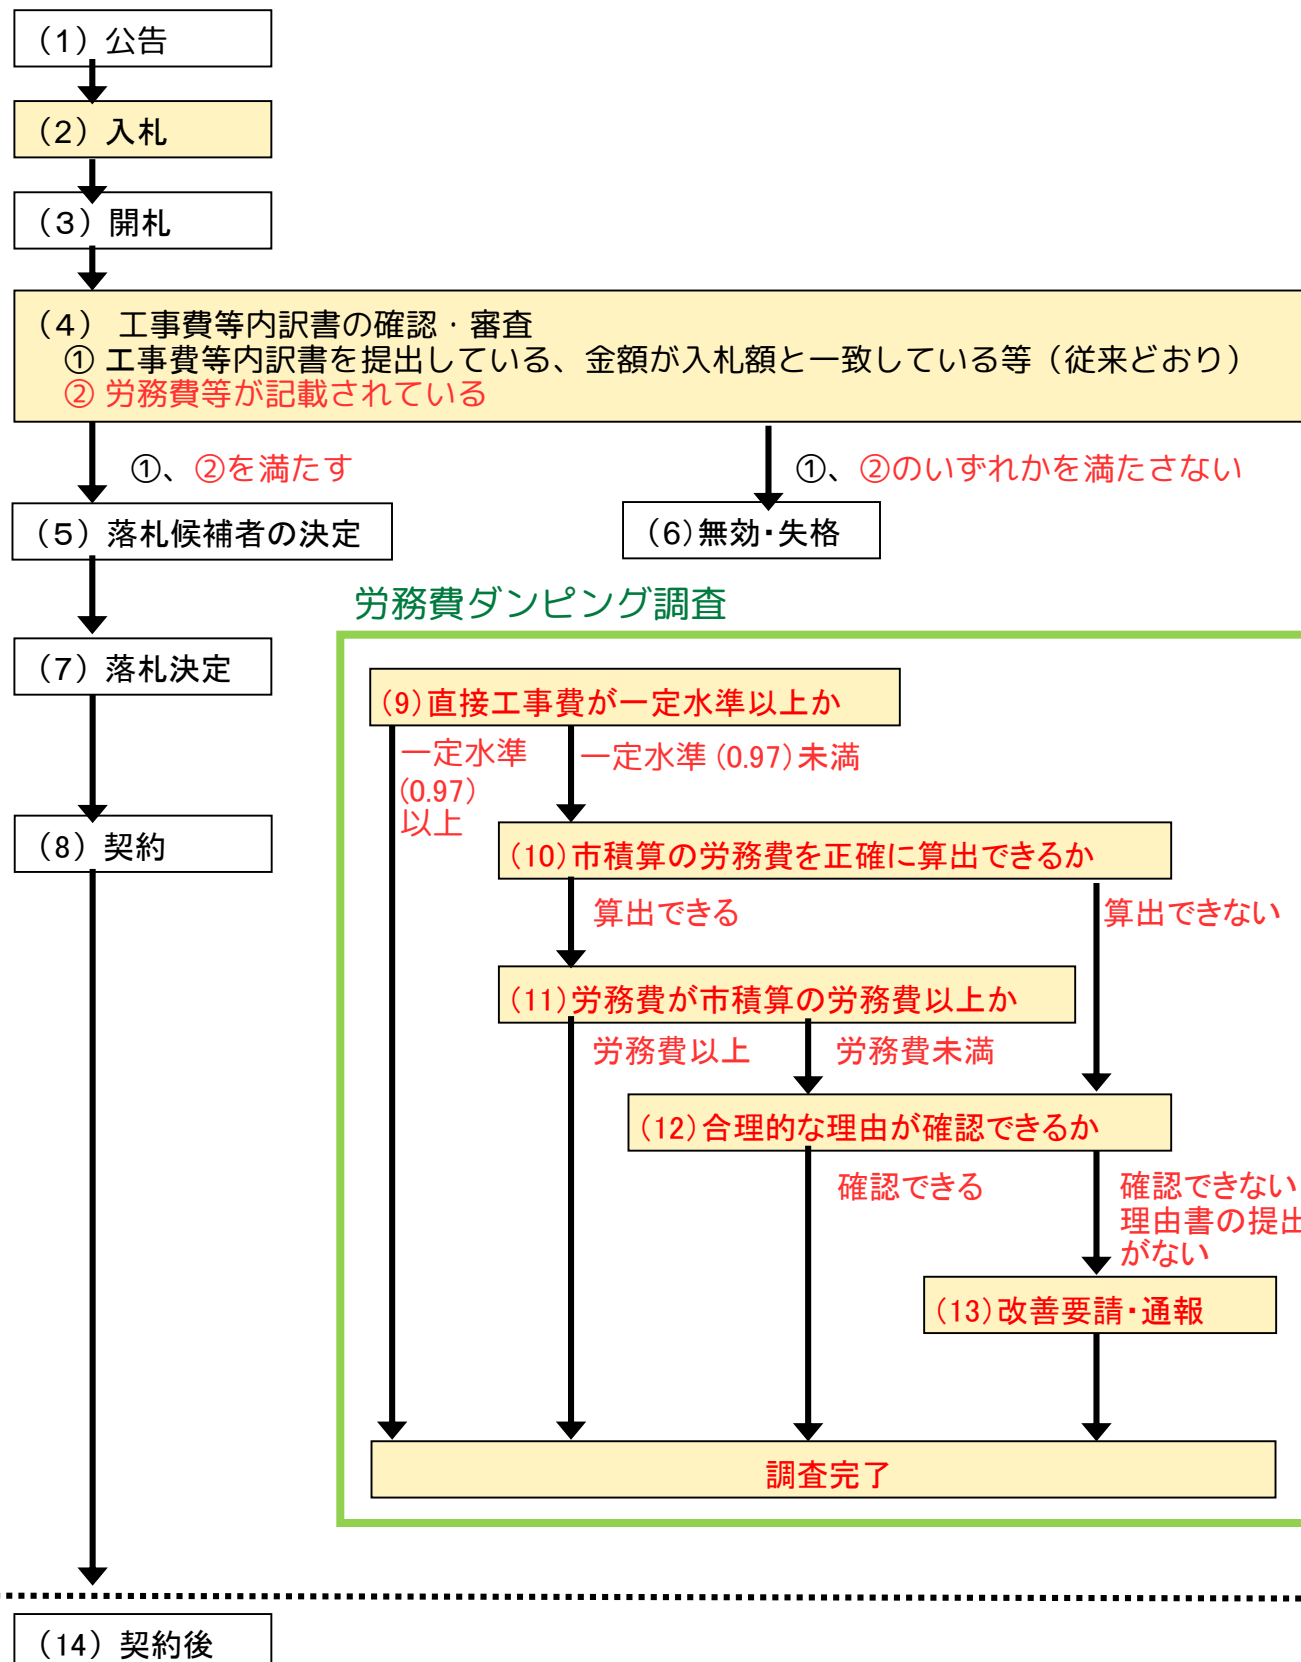 （1）公告
（2）入札
（3）開札
（4） 工事費等内訳書の確認・審査
① 工事費等内訳書を提出している、金額が入札額と一致している等（従来どおり）
② 労務費等が記載されている
①、②を満たす
①、②のいずれかを満たさない
（5）落札候補者の決定
（6）無効・失格
労務費ダンピング調査
（7）落札決定
（9）直接工事費が一定水準以上か
一定水準
（0.97）
以上
一定水準（0.97）未満
（8）契約
（10）市積算の労務費を正確に算出できるか
算出できる
算出できない
（11）労務費が市積算の労務費以上か
労務費以上
労務費未満
（12）合理的な理由が確認できるか
確認できる
確認できない
理由書の提出
がない
（13）改善要請・通報
調査完了
（14）契約後